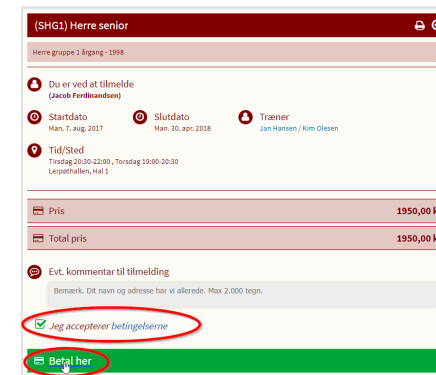 (SHG1) Herre senior
Herre gruppe 1 årgang - 1998
Du er ved at tilmelde
(Jacob Ferdinandsen)
Startdato
Man. 7. aug. 2017
Slutdato
Man. 30. apr. 2018
Træner
Jan Hansen / Kim Olesen
Tid/Sted
Tirsdag 20:30-22:00 , Torsdag 19:00-20:30
Lerpøthallen, Hal 1
Pris 1950,00 k
Total pris 1950,00 k
Evt. kommentar til tilmelding
Bemærk. Dit navn og adresse har vi allerede. Max 2.000 tegn.
Jeg accepterer betingelserne
Betal her